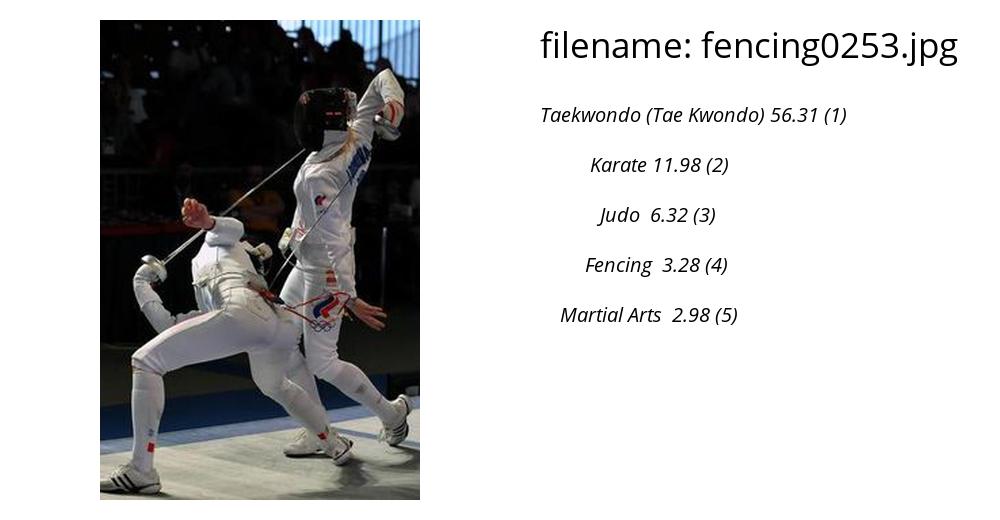 filename: fencing0253.jpg
Taekwondo (Tae Kwondo) 56.31 (1)
Karate 11.98 (2)
Judo 6.32 (3)
Fencing 3.28 (4)
Martial Arts 2.98 (5)